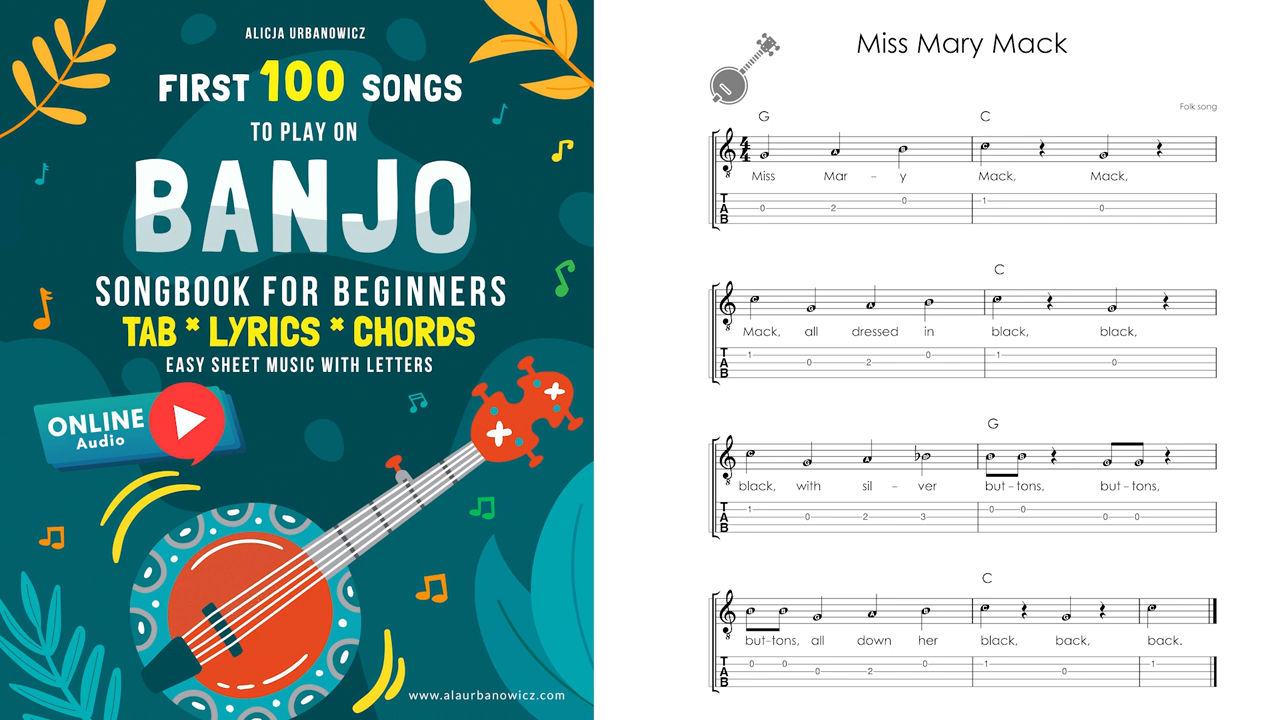 ALICJA URBANOWICZ
FIRST 100 SONGS
TO PLAY ON
BANJO
SONGBOOK FOR BEGINNERS
TAB * LYRICS * CHORDS
EASY SHEET MUSIC WITH LETTERS
ONLINE
Audio
www.alaurbanowicz.com
Miss Mary Mack
Folk song
G C
Miss Mar - y Mack, Mack,
TAB 0 2 0 1 0
C
Mack, all dressed in black, black,
TAB 1 0 2 0 1 0
G
black, with sil - ver but - tons, but - tons,
TAB 1 0 2 3 0 0 0 0
C
but-tons, all down her black, back, back.
TAB 0 0 0 2 0 1 0 1